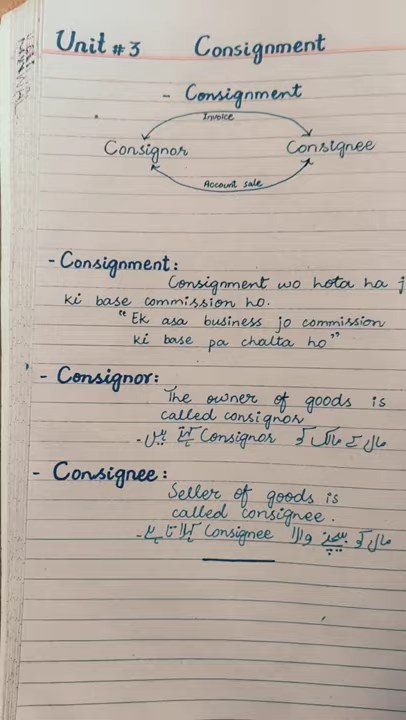 Unit # 3 Consignment
- Consignment
Invoice
Consignor Consignee
Account sale
- Consignment:
Consignment wo hota ha j
ki base commission ho.
"Ek asa business jo commission
ki base pa chalta ho"
- Consignor:
The owner of goods is
called consignor
مال کے مالک کو Consignor کہتے ہیں۔
- Consignee:
Seller of goods is
called consignee.
مال کو بیچنے والا Consignee کہلاتا ہے۔